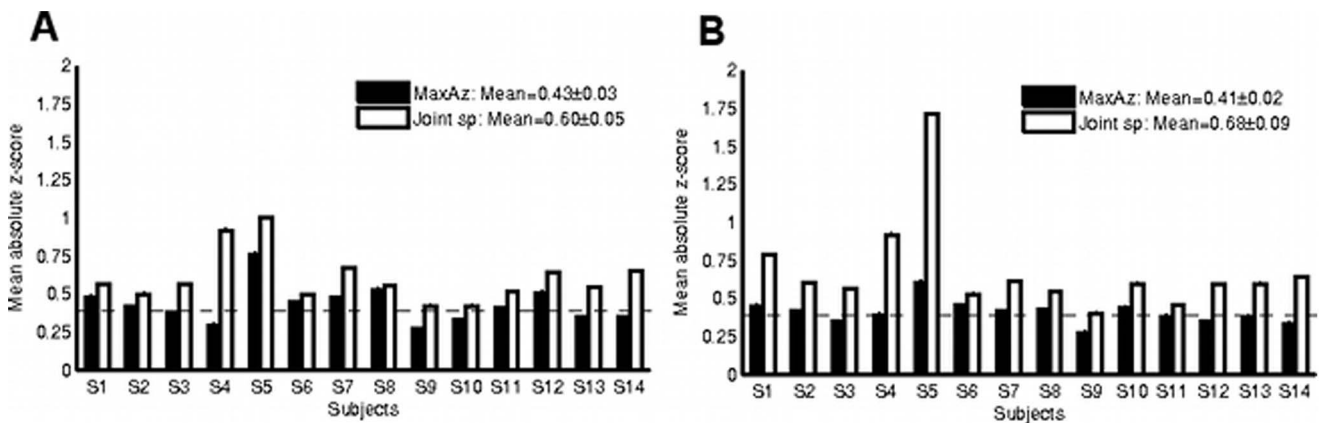 A
Mean absolute z-score
2
1.75
1.5
1.25
1
0.75
0.5
0.25
0
MaxAz: Mean=0.43±0.03
Joint sp: Mean=0.60±0.05
S1 S2 S3 S4 S5 S6 S7 S8 S9 S10 S11 S12 S13 S14
Subjects
B
Mean absolute z-score
2
1.75
1.5
1.25
1
0.75
0.5
0.25
0
MaxAz: Mean=0.41±0.02
Joint sp: Mean=0.68±0.09
S1 S2 S3 S4 S5 S6 S7 S8 S9 S10 S11 S12 S13 S14
Subjects